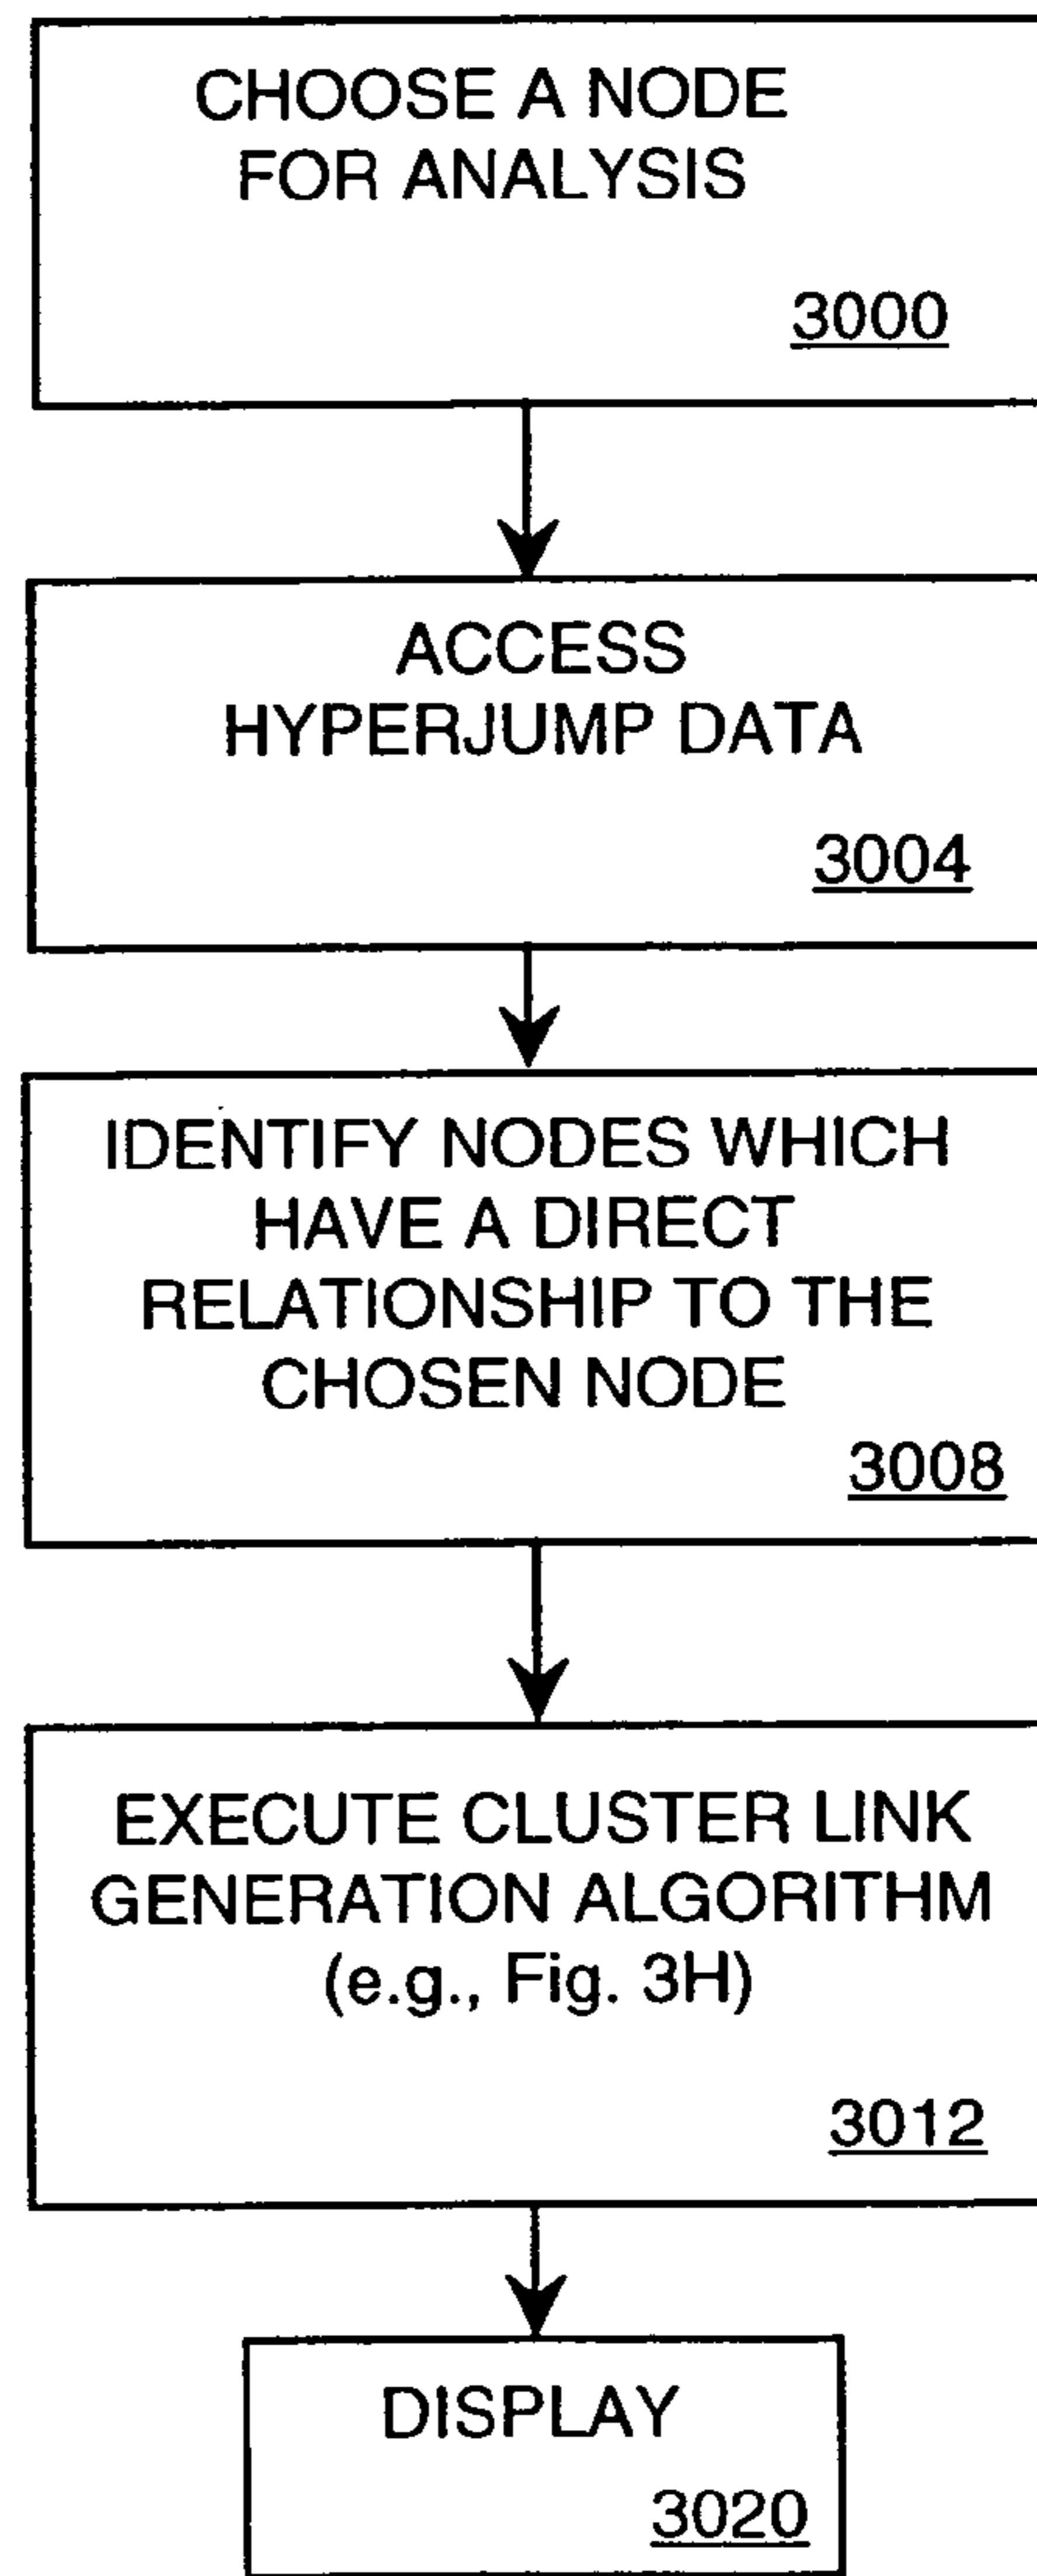 CHOOSE A NODE
FOR ANALYSIS
3000
ACCESS
HYPERJUMP DATA
3004
IDENTIFY NODES WHICH
HAVE A DIRECT
RELATIONSHIP TO THE
CHOSEN NODE
3008
EXECUTE CLUSTER LINK
GENERATION ALGORITHM
(e.g., Fig. 3H)
3012
DISPLAY
3020